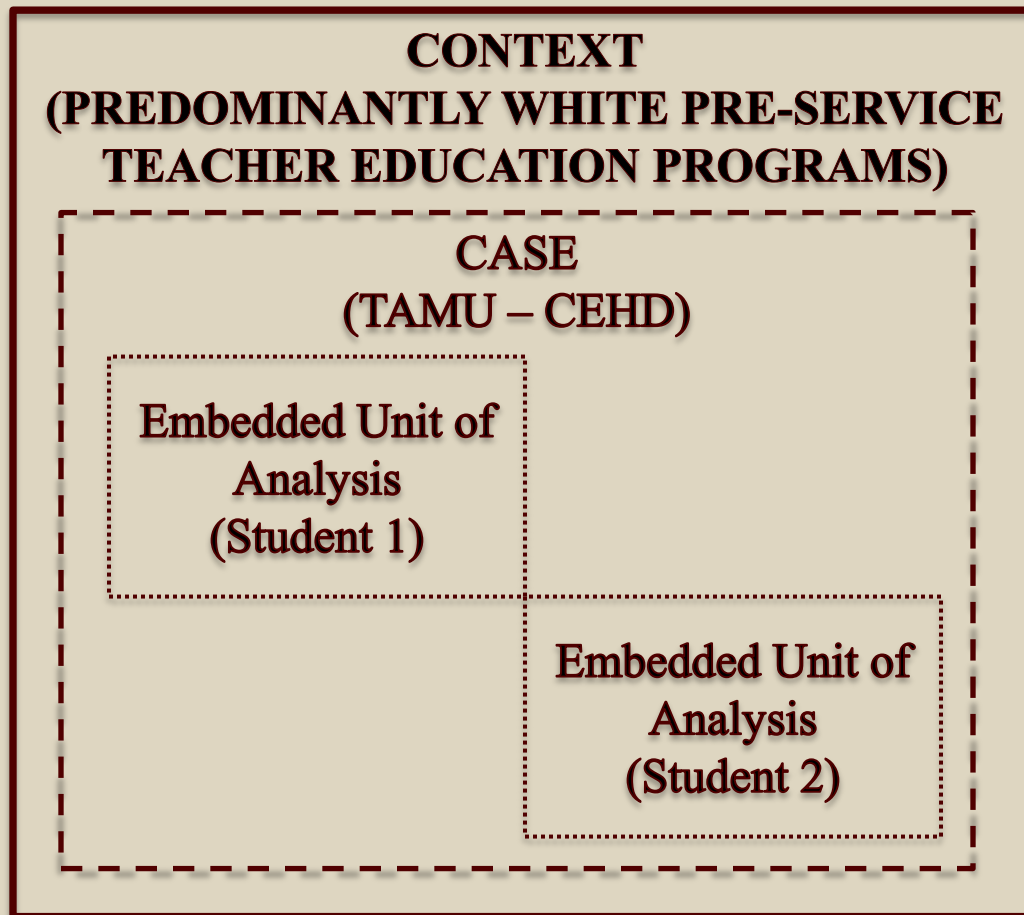 CONTEXT
(PREDOMINANTLY WHITE PRE-SERVICE
TEACHER EDUCATION PROGRAMS)
CASE
(TAMU – CEHD)
Embedded Unit of
Analysis
(Student 1)
Embedded Unit of
Analysis
(Student 2)